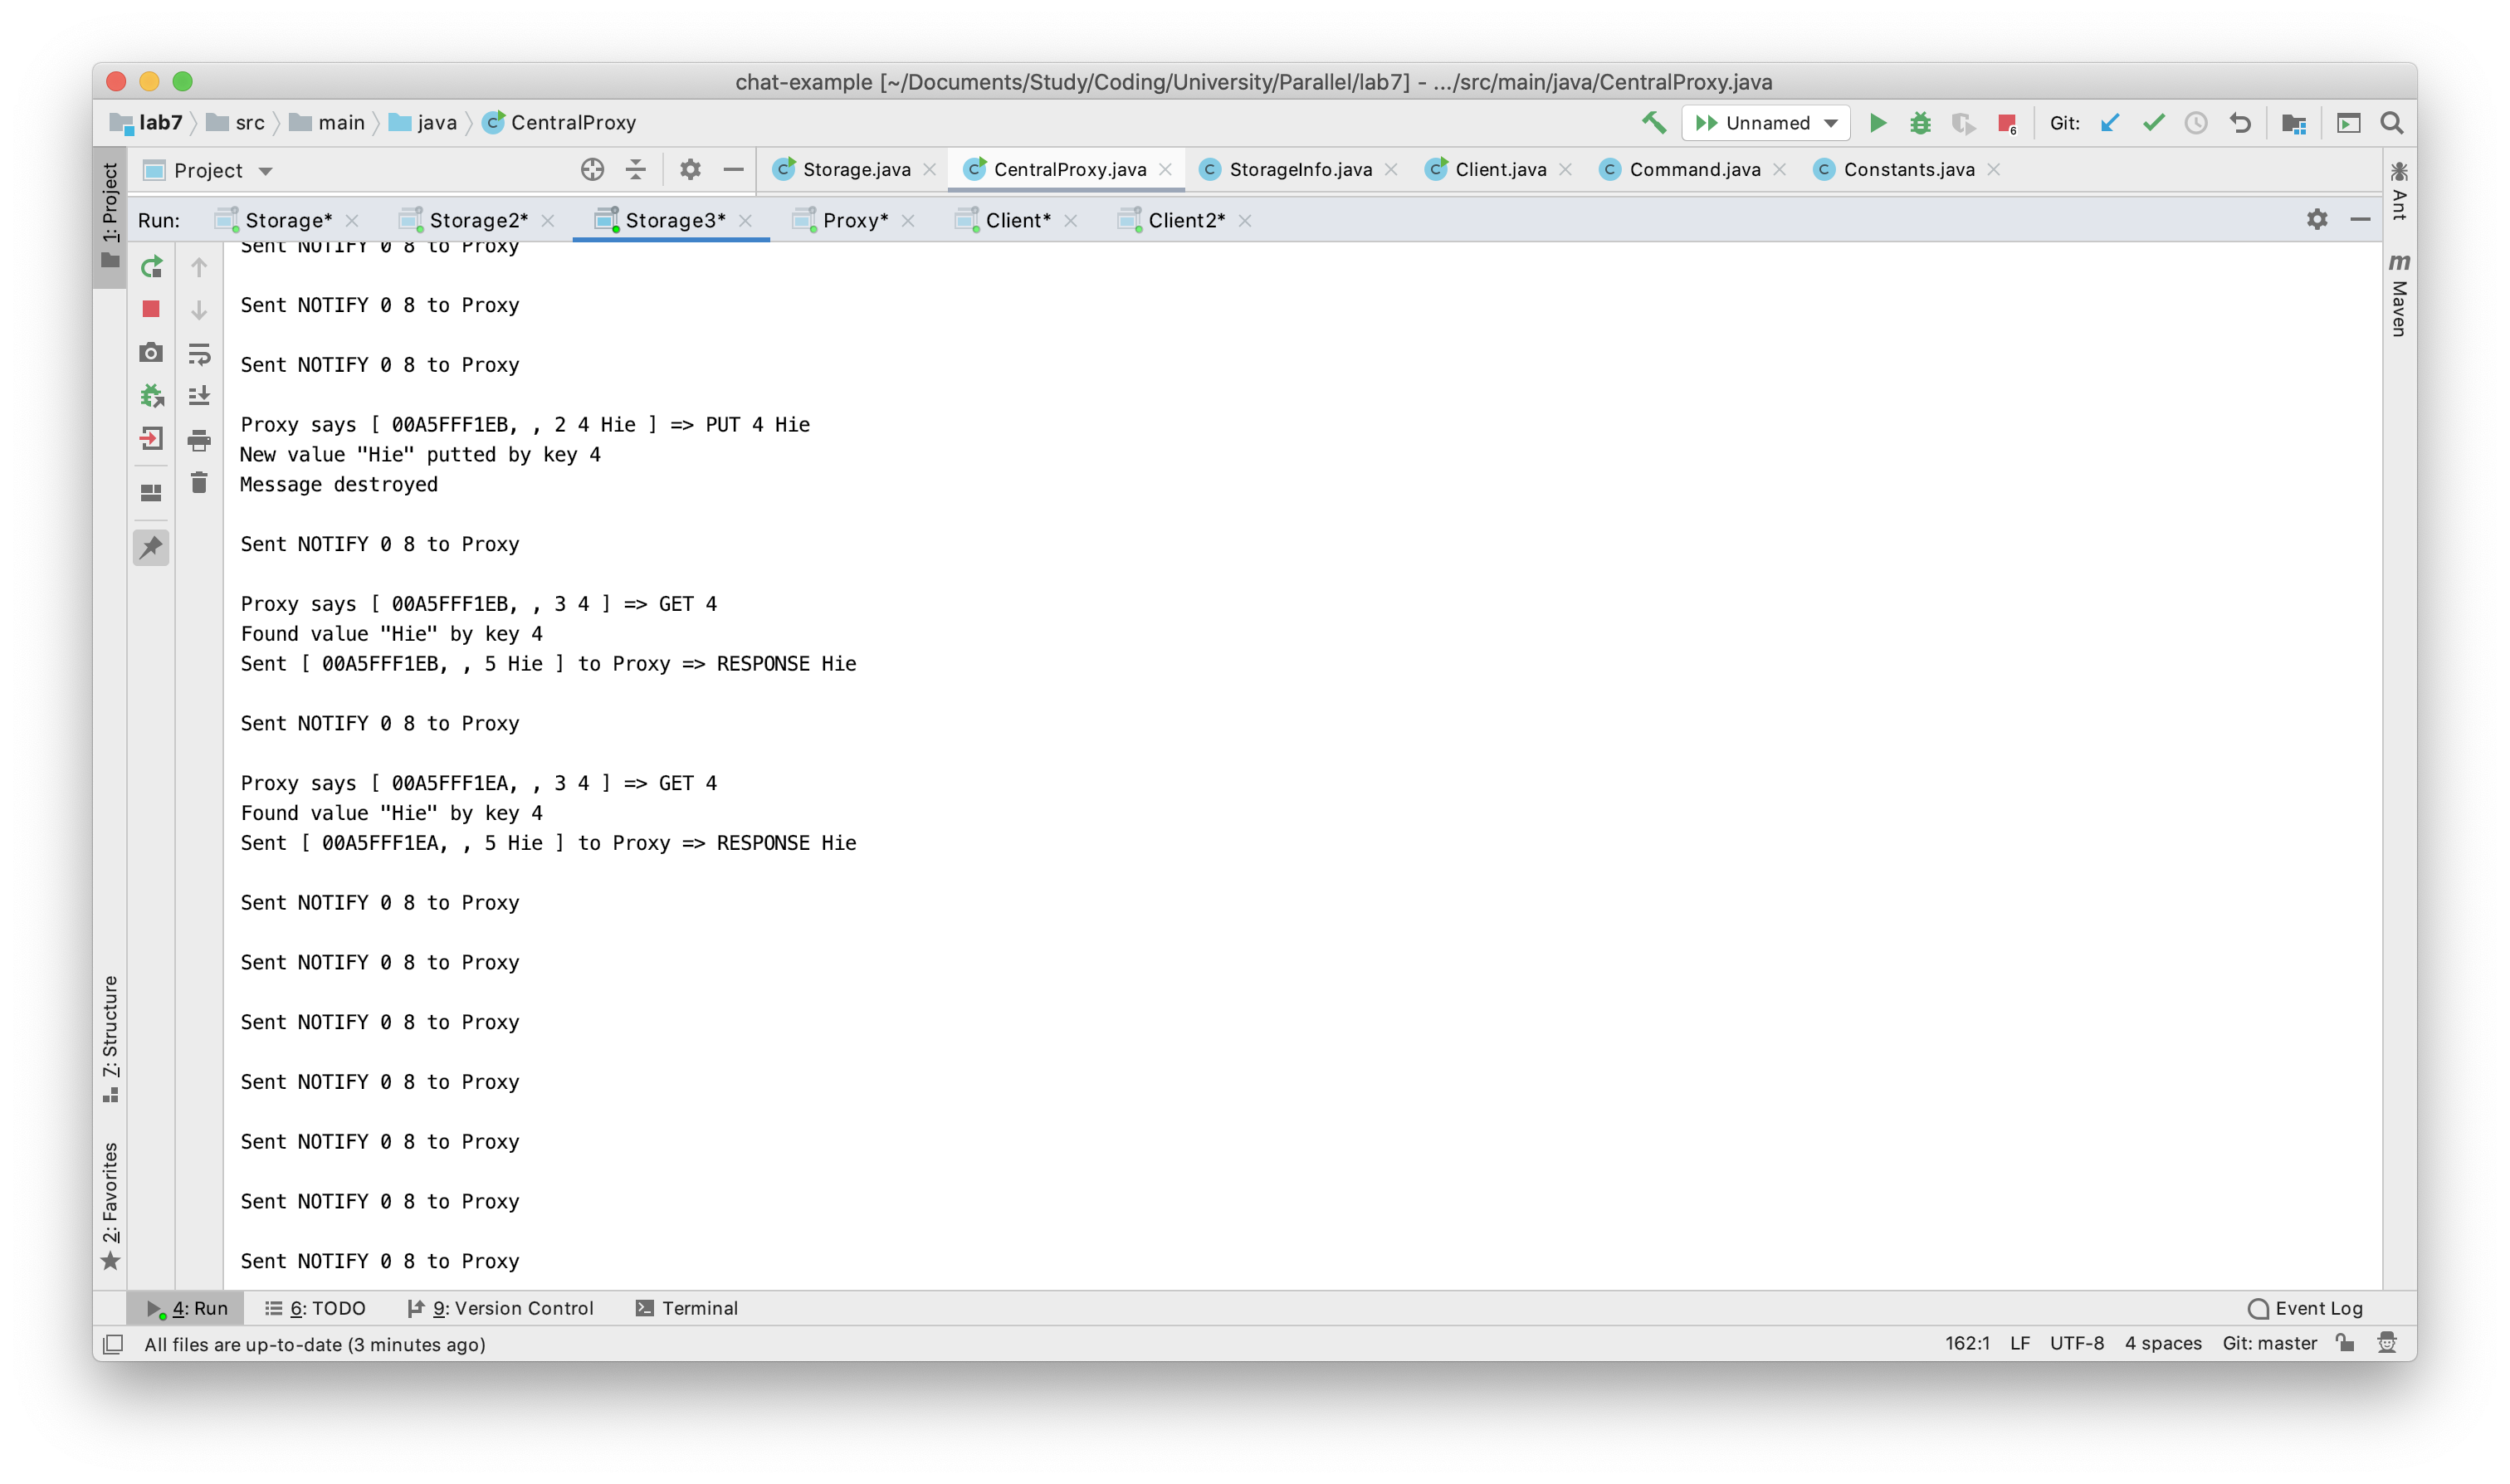 chat-example [~/Documents/Study/Coding/University/Parallel/lab7] - .../src/main/java/CentralProxy.java
lab7 src main java CentralProxy
Unnamed
6
Git:
1: Project
Project
Storage.java CentralProxy.java StorageInfo.java Client.java Command.java Constants.java
Run: Storage* Storage2* Storage3* Proxy* Client* Client2*
Sent NOTIFY 0 8 to Proxy
Sent NOTIFY 0 8 to Proxy
Sent NOTIFY 0 8 to Proxy
Proxy says [ 00A5FFF1EB, , 2 4 Hie ] => PUT 4 Hie
New value "Hie" putted by key 4
Message destroyed
Sent NOTIFY 0 8 to Proxy
Proxy says [ 00A5FFF1EB, , 3 4 ] => GET 4
Found value "Hie" by key 4
Sent [ 00A5FFF1EB, , 5 Hie ] to Proxy => RESPONSE Hie
Sent NOTIFY 0 8 to Proxy
Proxy says [ 00A5FFF1EA, , 3 4 ] => GET 4
Found value "Hie" by key 4
Sent [ 00A5FFF1EA, , 5 Hie ] to Proxy => RESPONSE Hie
Sent NOTIFY 0 8 to Proxy
Sent NOTIFY 0 8 to Proxy
Sent NOTIFY 0 8 to Proxy
Sent NOTIFY 0 8 to Proxy
Sent NOTIFY 0 8 to Proxy
Sent NOTIFY 0 8 to Proxy
Sent NOTIFY 0 8 to Proxy
7: Structure
2: Favorites
Ant
m Maven
4: Run 6: TODO 9: Version Control Terminal
Event Log
All files are up-to-date (3 minutes ago)
162:1 LF UTF-8 4 spaces Git: master